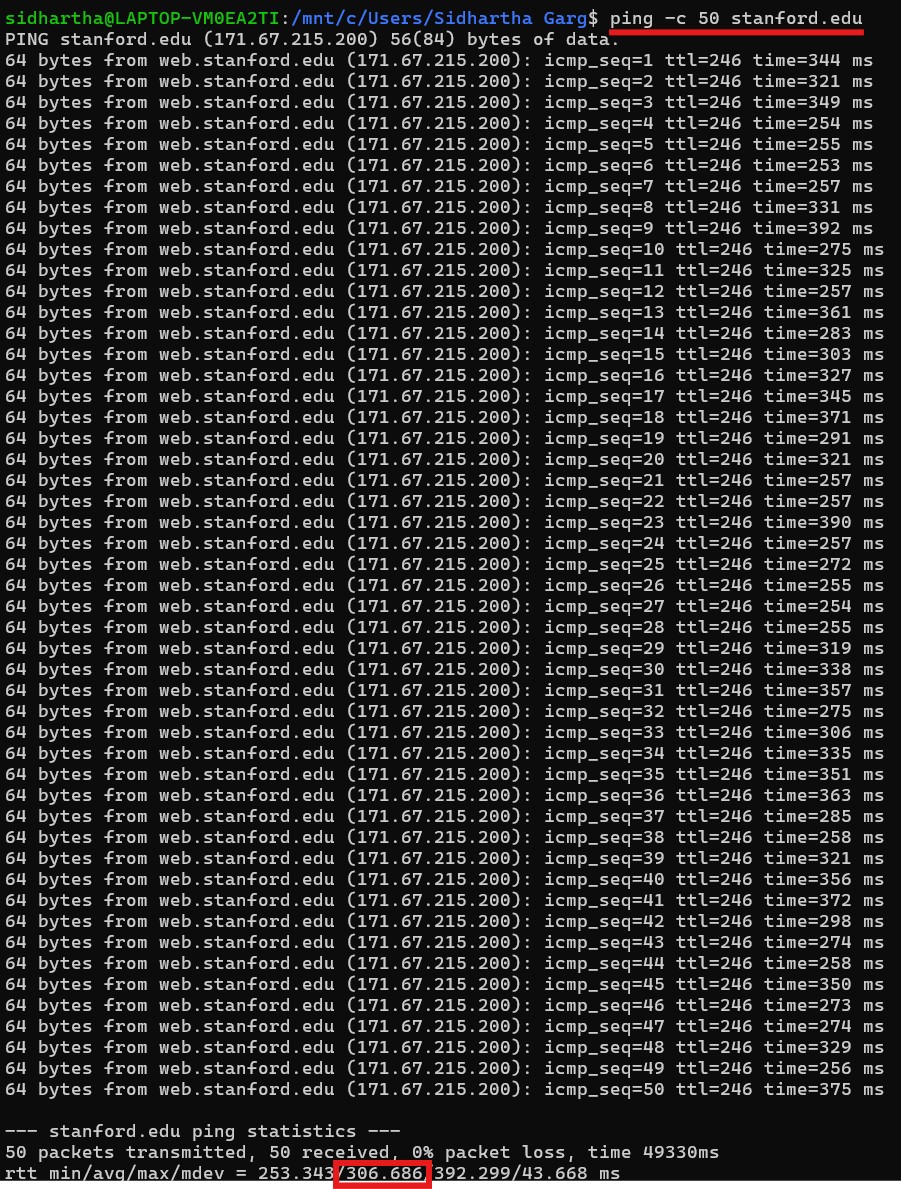 sidhartha@LAPTOP-VM0EA2TI:/mnt/c/Users/Sidhartha Garg$ ping -c 50 stanford.edu
PING stanford.edu (171.67.215.200) 56(84) bytes of data.
64 bytes from web.stanford.edu (171.67.215.200): icmp_seq=1 ttl=246 time=344 ms
64 bytes from web.stanford.edu (171.67.215.200): icmp_seq=2 ttl=246 time=321 ms
64 bytes from web.stanford.edu (171.67.215.200): icmp_seq=3 ttl=246 time=349 ms
64 bytes from web.stanford.edu (171.67.215.200): icmp_seq=4 ttl=246 time=254 ms
64 bytes from web.stanford.edu (171.67.215.200): icmp_seq=5 ttl=246 time=255 ms
64 bytes from web.stanford.edu (171.67.215.200): icmp_seq=6 ttl=246 time=253 ms
64 bytes from web.stanford.edu (171.67.215.200): icmp_seq=7 ttl=246 time=257 ms
64 bytes from web.stanford.edu (171.67.215.200): icmp_seq=8 ttl=246 time=331 ms
64 bytes from web.stanford.edu (171.67.215.200): icmp_seq=9 ttl=246 time=392 ms
64 bytes from web.stanford.edu (171.67.215.200): icmp_seq=10 ttl=246 time=275 ms
64 bytes from web.stanford.edu (171.67.215.200): icmp_seq=11 ttl=246 time=325 ms
64 bytes from web.stanford.edu (171.67.215.200): icmp_seq=12 ttl=246 time=257 ms
64 bytes from web.stanford.edu (171.67.215.200): icmp_seq=13 ttl=246 time=361 ms
64 bytes from web.stanford.edu (171.67.215.200): icmp_seq=14 ttl=246 time=283 ms
64 bytes from web.stanford.edu (171.67.215.200): icmp_seq=15 ttl=246 time=303 ms
64 bytes from web.stanford.edu (171.67.215.200): icmp_seq=16 ttl=246 time=327 ms
64 bytes from web.stanford.edu (171.67.215.200): icmp_seq=17 ttl=246 time=345 ms
64 bytes from web.stanford.edu (171.67.215.200): icmp_seq=18 ttl=246 time=371 ms
64 bytes from web.stanford.edu (171.67.215.200): icmp_seq=19 ttl=246 time=291 ms
64 bytes from web.stanford.edu (171.67.215.200): icmp_seq=20 ttl=246 time=321 ms
64 bytes from web.stanford.edu (171.67.215.200): icmp_seq=21 ttl=246 time=257 ms
64 bytes from web.stanford.edu (171.67.215.200): icmp_seq=22 ttl=246 time=257 ms
64 bytes from web.stanford.edu (171.67.215.200): icmp_seq=23 ttl=246 time=390 ms
64 bytes from web.stanford.edu (171.67.215.200): icmp_seq=24 ttl=246 time=257 ms
64 bytes from web.stanford.edu (171.67.215.200): icmp_seq=25 ttl=246 time=272 ms
64 bytes from web.stanford.edu (171.67.215.200): icmp_seq=26 ttl=246 time=255 ms
64 bytes from web.stanford.edu (171.67.215.200): icmp_seq=27 ttl=246 time=254 ms
64 bytes from web.stanford.edu (171.67.215.200): icmp_seq=28 ttl=246 time=255 ms
64 bytes from web.stanford.edu (171.67.215.200): icmp_seq=29 ttl=246 time=319 ms
64 bytes from web.stanford.edu (171.67.215.200): icmp_seq=30 ttl=246 time=338 ms
64 bytes from web.stanford.edu (171.67.215.200): icmp_seq=31 ttl=246 time=357 ms
64 bytes from web.stanford.edu (171.67.215.200): icmp_seq=32 ttl=246 time=275 ms
64 bytes from web.stanford.edu (171.67.215.200): icmp_seq=33 ttl=246 time=306 ms
64 bytes from web.stanford.edu (171.67.215.200): icmp_seq=34 ttl=246 time=335 ms
64 bytes from web.stanford.edu (171.67.215.200): icmp_seq=35 ttl=246 time=351 ms
64 bytes from web.stanford.edu (171.67.215.200): icmp_seq=36 ttl=246 time=363 ms
64 bytes from web.stanford.edu (171.67.215.200): icmp_seq=37 ttl=246 time=285 ms
64 bytes from web.stanford.edu (171.67.215.200): icmp_seq=38 ttl=246 time=258 ms
64 bytes from web.stanford.edu (171.67.215.200): icmp_seq=39 ttl=246 time=321 ms
64 bytes from web.stanford.edu (171.67.215.200): icmp_seq=40 ttl=246 time=356 ms
64 bytes from web.stanford.edu (171.67.215.200): icmp_seq=41 ttl=246 time=372 ms
64 bytes from web.stanford.edu (171.67.215.200): icmp_seq=42 ttl=246 time=298 ms
64 bytes from web.stanford.edu (171.67.215.200): icmp_seq=43 ttl=246 time=274 ms
64 bytes from web.stanford.edu (171.67.215.200): icmp_seq=44 ttl=246 time=258 ms
64 bytes from web.stanford.edu (171.67.215.200): icmp_seq=45 ttl=246 time=350 ms
64 bytes from web.stanford.edu (171.67.215.200): icmp_seq=46 ttl=246 time=273 ms
64 bytes from web.stanford.edu (171.67.215.200): icmp_seq=47 ttl=246 time=274 ms
64 bytes from web.stanford.edu (171.67.215.200): icmp_seq=48 ttl=246 time=329 ms
64 bytes from web.stanford.edu (171.67.215.200): icmp_seq=49 ttl=246 time=256 ms
64 bytes from web.stanford.edu (171.67.215.200): icmp_seq=50 ttl=246 time=375 ms
--- stanford.edu ping statistics ---
50 packets transmitted, 50 received, 0% packet loss, time 49330ms
rtt min/avg/max/mdev = 253.343/306.686/392.299/43.668 ms